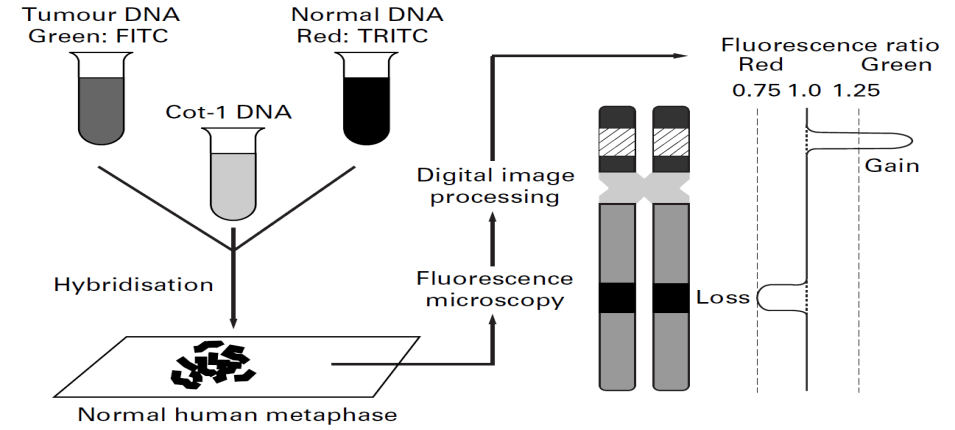 Tumour DNA
Green: FITC
Normal DNA
Red: TRITC
Cot-1 DNA
Hybridisation
Normal human metaphase
Digital image
processing
Fluorescence
microscopy
Fluorescence ratio
Red Green
0.75 1.0 1.25
Gain
Loss